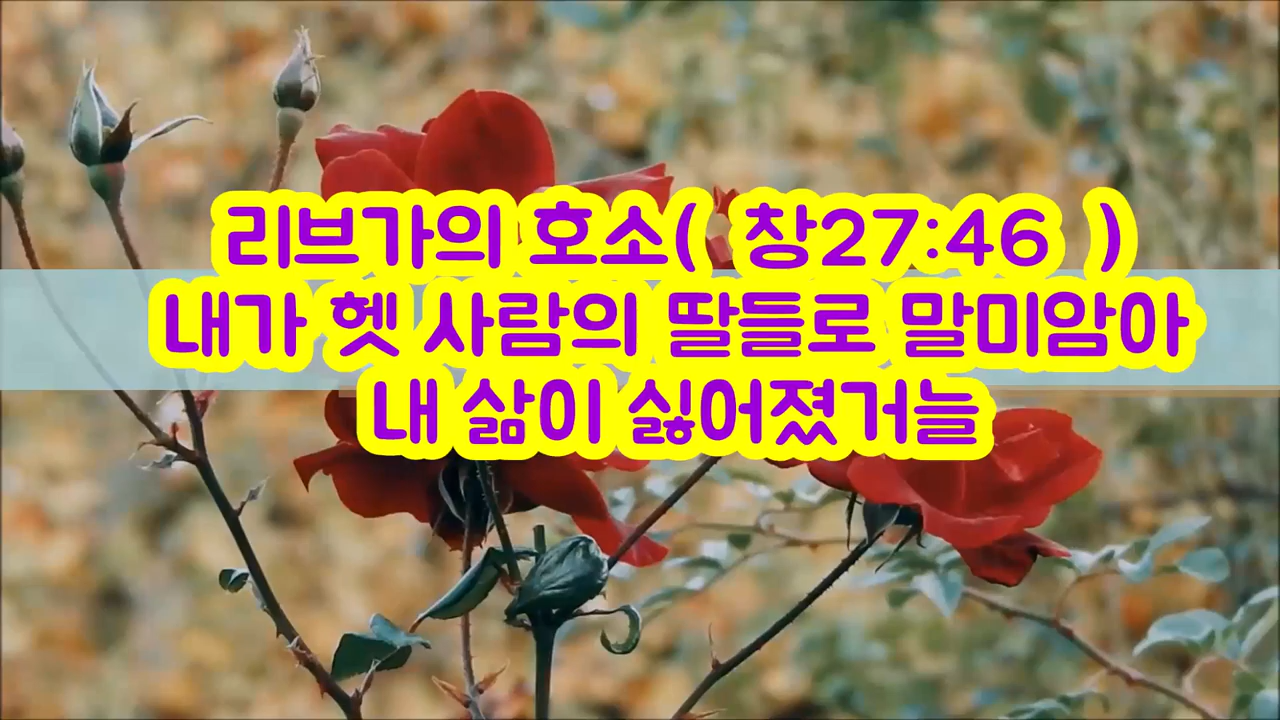 리브가의 호소( 창27:46 )
내가 헷 사람의 딸들로 말미암아
내 삶이 싫어졌거늘